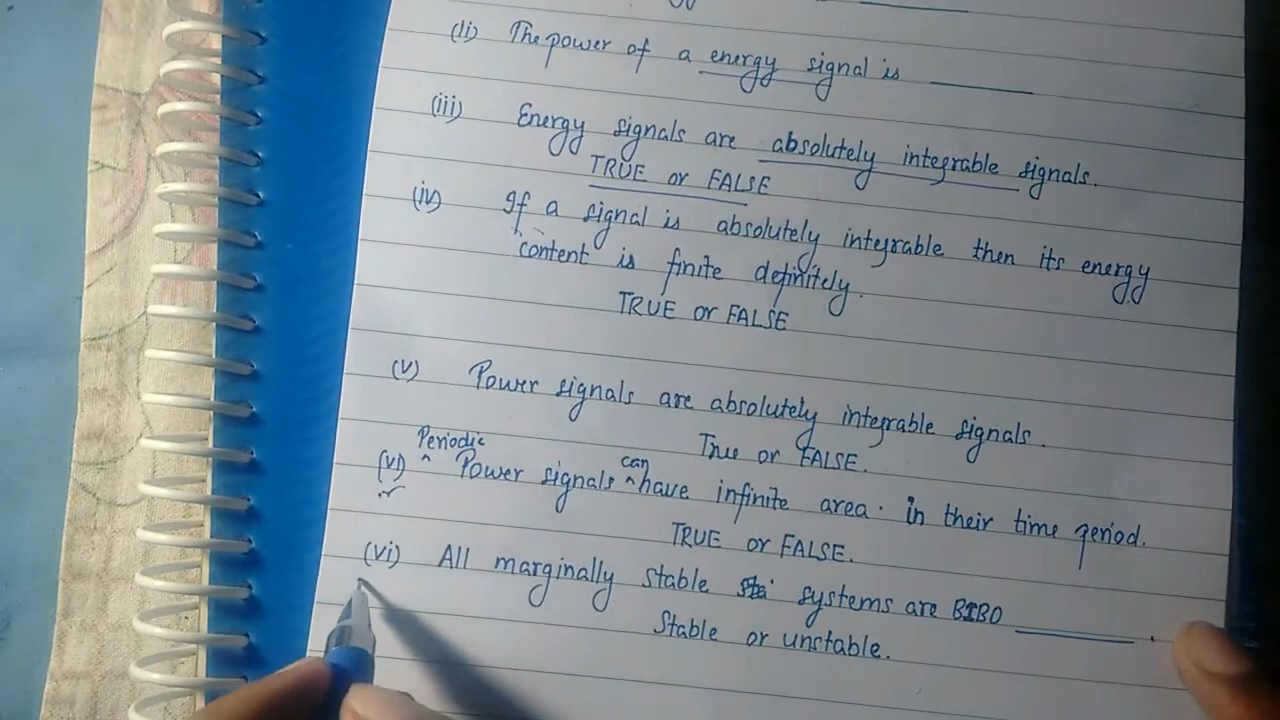 (ii) The power of a energy signal is
(iii) Energy signals are absolutely integrable signals.
TRUE or FALSE
(iv) If a signal is absolutely integrable then its energy
content is finite definitely.
TRUE or FALSE
(v) Power signals are absolutely integrable signals.
True or FALSE.
(vi) Periodic Power signals can have infinite area. in their time period.
TRUE or FALSE.
(vi) All marginally stable systems are BIBO
Stable or unstable.